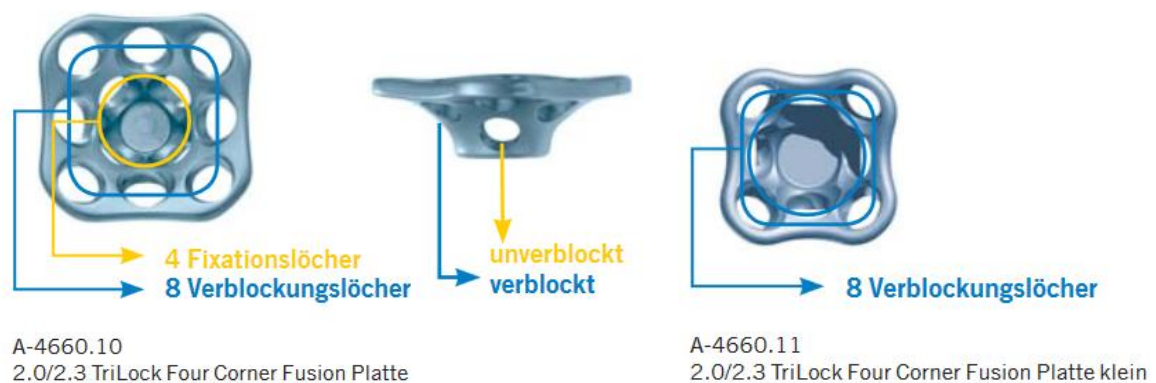 4 Fixationslöcher
8 Verblockungslöcher
unverblockt
verblockt
8 Verblockungslöcher
A-4660.10
2.0/2.3 TriLock Four Corner Fusion Platte
A-4660.11
2.0/2.3 TriLock Four Corner Fusion Platte klein